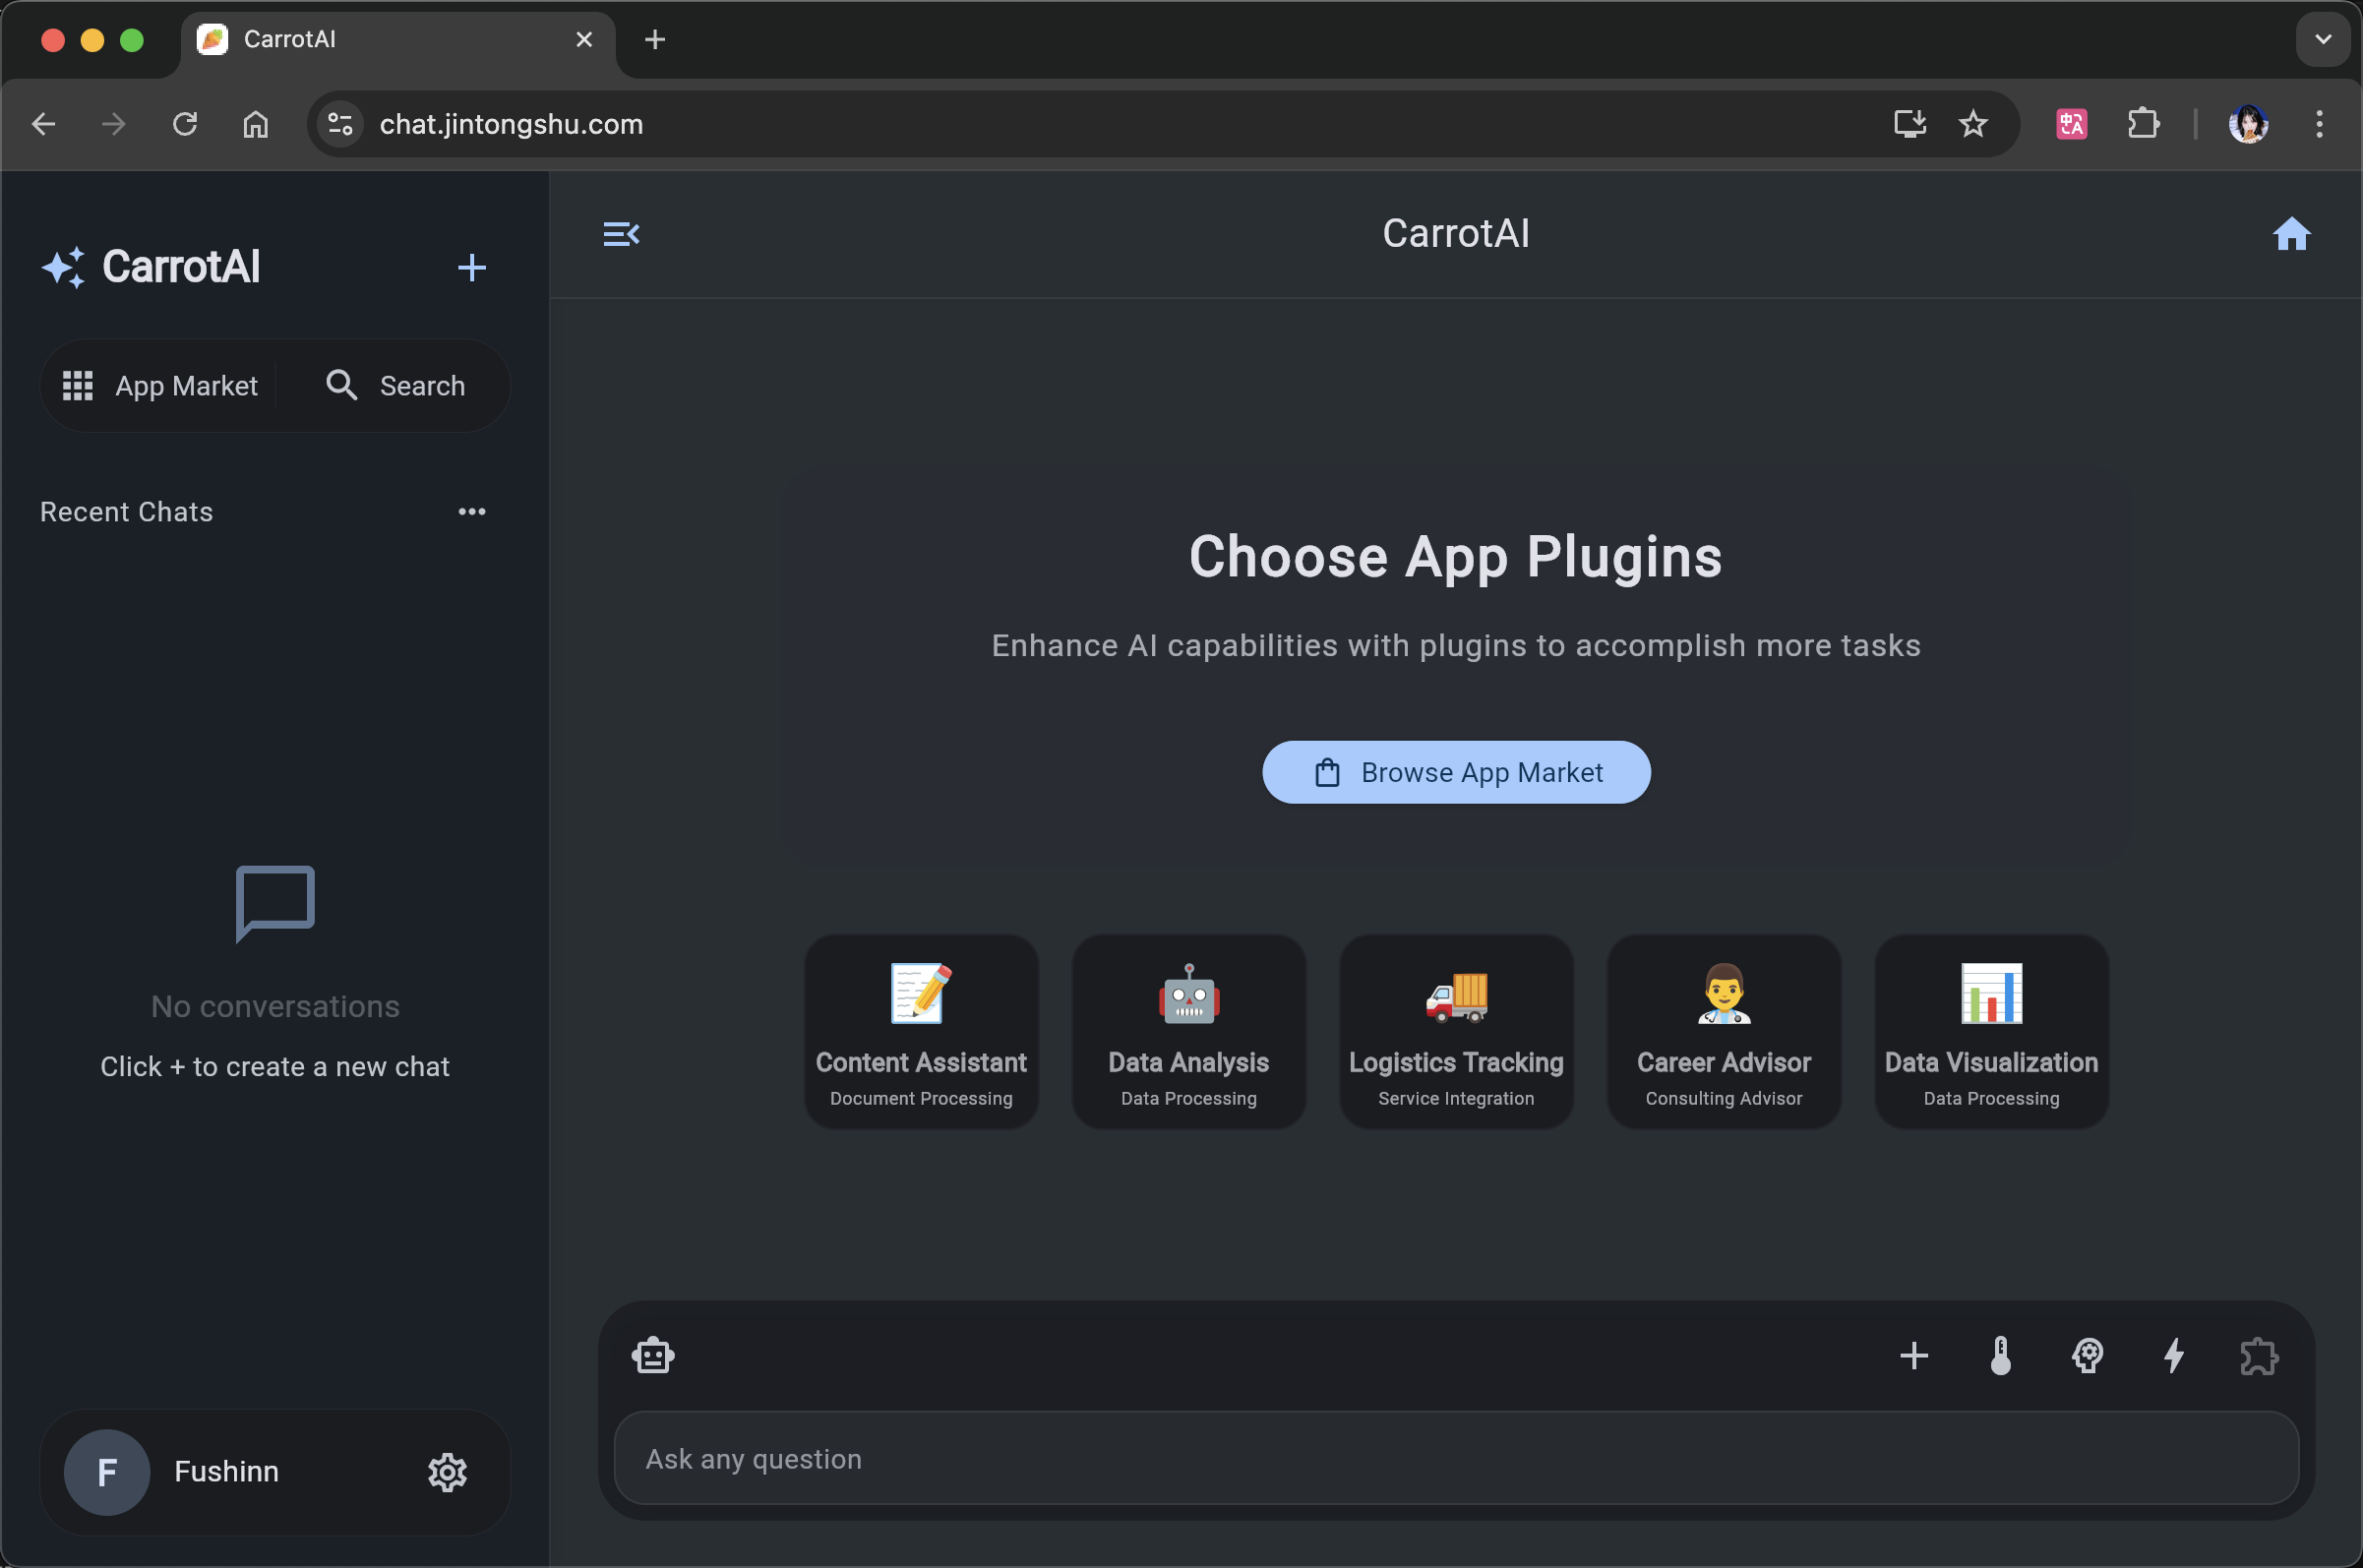 CarrotAI
chat.jintongshu.com
CarrotAI
App Market
Search
Recent Chats
No conversations
Click + to create a new chat
F
Fushinn
CarrotAI
Choose App Plugins
Enhance AI capabilities with plugins to accomplish more tasks
Browse App Market
Content Assistant
Document Processing
Data Analysis
Data Processing
Logistics Tracking
Service Integration
Career Advisor
Consulting Advisor
Data Visualization
Data Processing
Ask any question